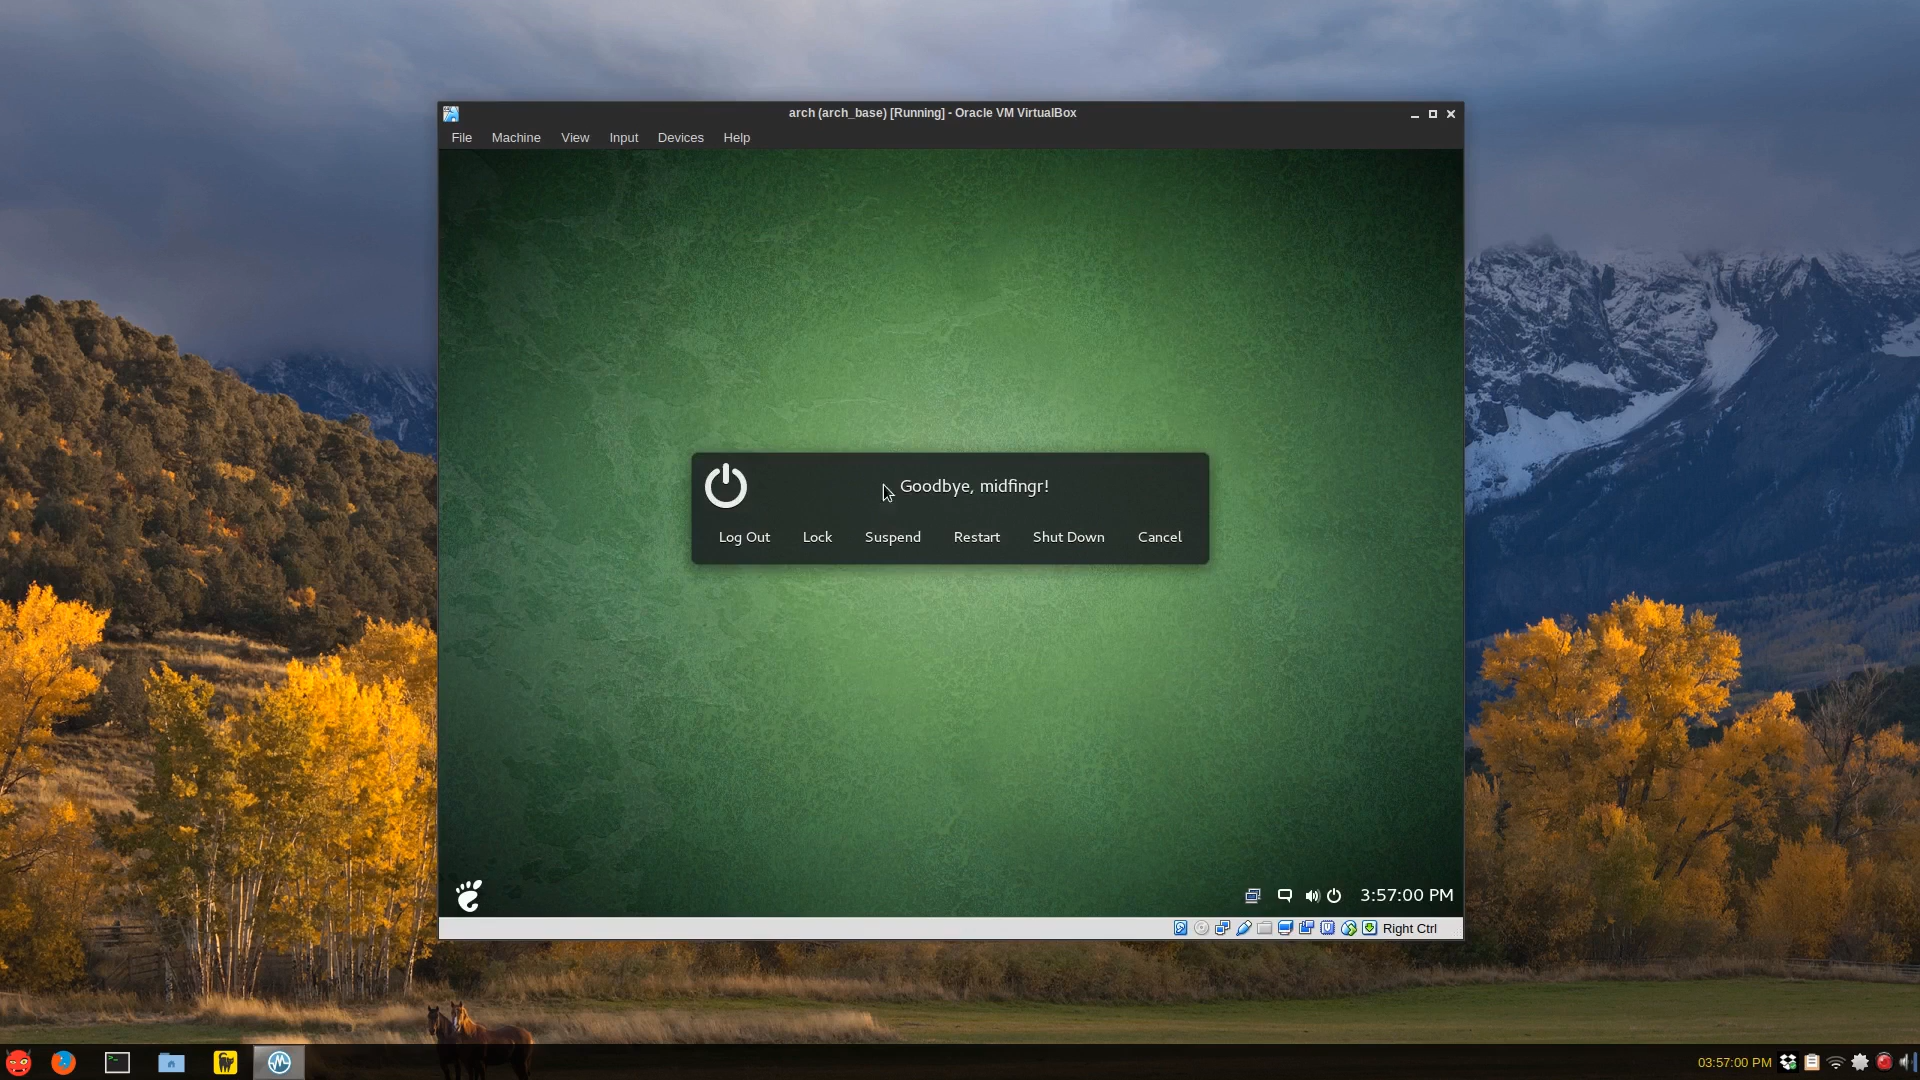 arch (arch_base) [Running] - Oracle VM VirtualBox
File Machine View Input Devices Help
Goodbye, midfingr!
Log Out Lock Suspend Restart Shut Down Cancel
3:57:00 PM
Right Ctrl
03:57:00 PM